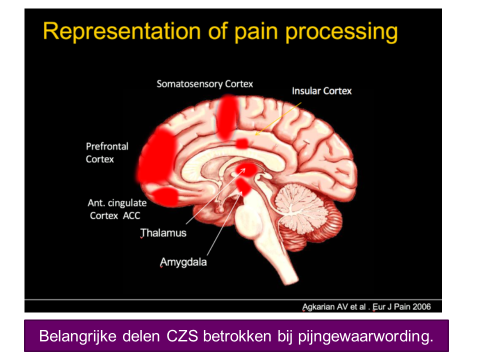 Representation of pain processing
Somatosensory Cortex
Insular Cortex
Prefrontal
Cortex
Ant. cingulate
Cortex  ACC
Thalamus
Amygdala
Agkarian AV et al . Eur J Pain 2006
Belangrijke delen CZS betrokken bij pijngewaarwording.